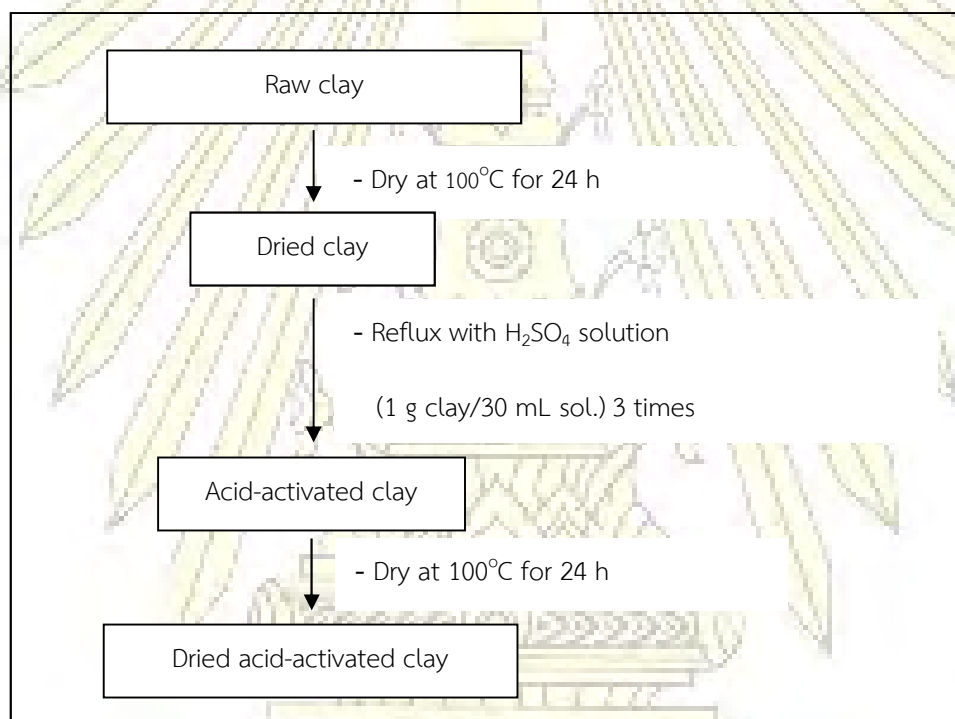 Raw clay
- Dry at 100°C for 24 h
Dried clay
- Reflux with H₂SO₄ solution
(1 g clay/30 mL sol.) 3 times
Acid-activated clay
- Dry at 100°C for 24 h
Dried acid-activated clay